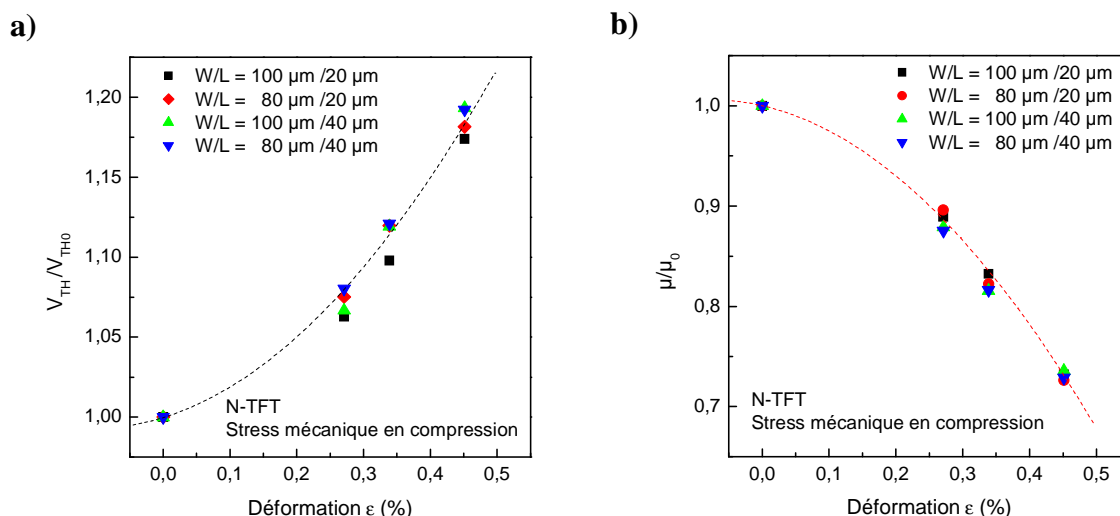 a)
W/L = 100 µm /20 µm
W/L = 80 µm /20 µm
W/L = 100 µm /40 µm
W/L = 80 µm /40 µm
1,20
1,15
1,10
1,05
1,00
V_TH/V_TH0
N-TFT
Stress mécanique en compression
0,0 0,1 0,2 0,3 0,4 0,5
Déformation ε (%)
b)
W/L = 100 µm /20 µm
W/L = 80 µm /20 µm
W/L = 100 µm /40 µm
W/L = 80 µm /40 µm
1,0
0,9
0,8
0,7
µ/µ₀
N-TFT
Stress mécanique en compression
0,0 0,1 0,2 0,3 0,4 0,5
Déformation ε (%)